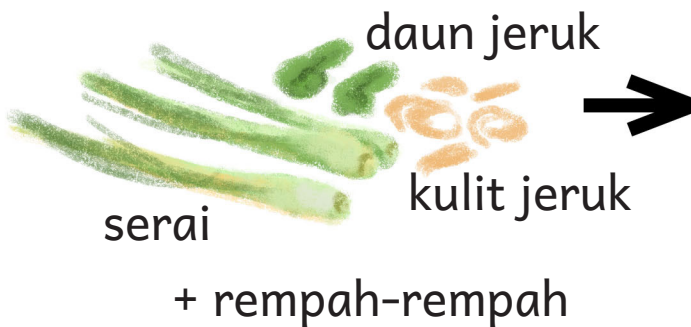 daun jeruk
kulit jeruk
serai
+ rempah-rempah